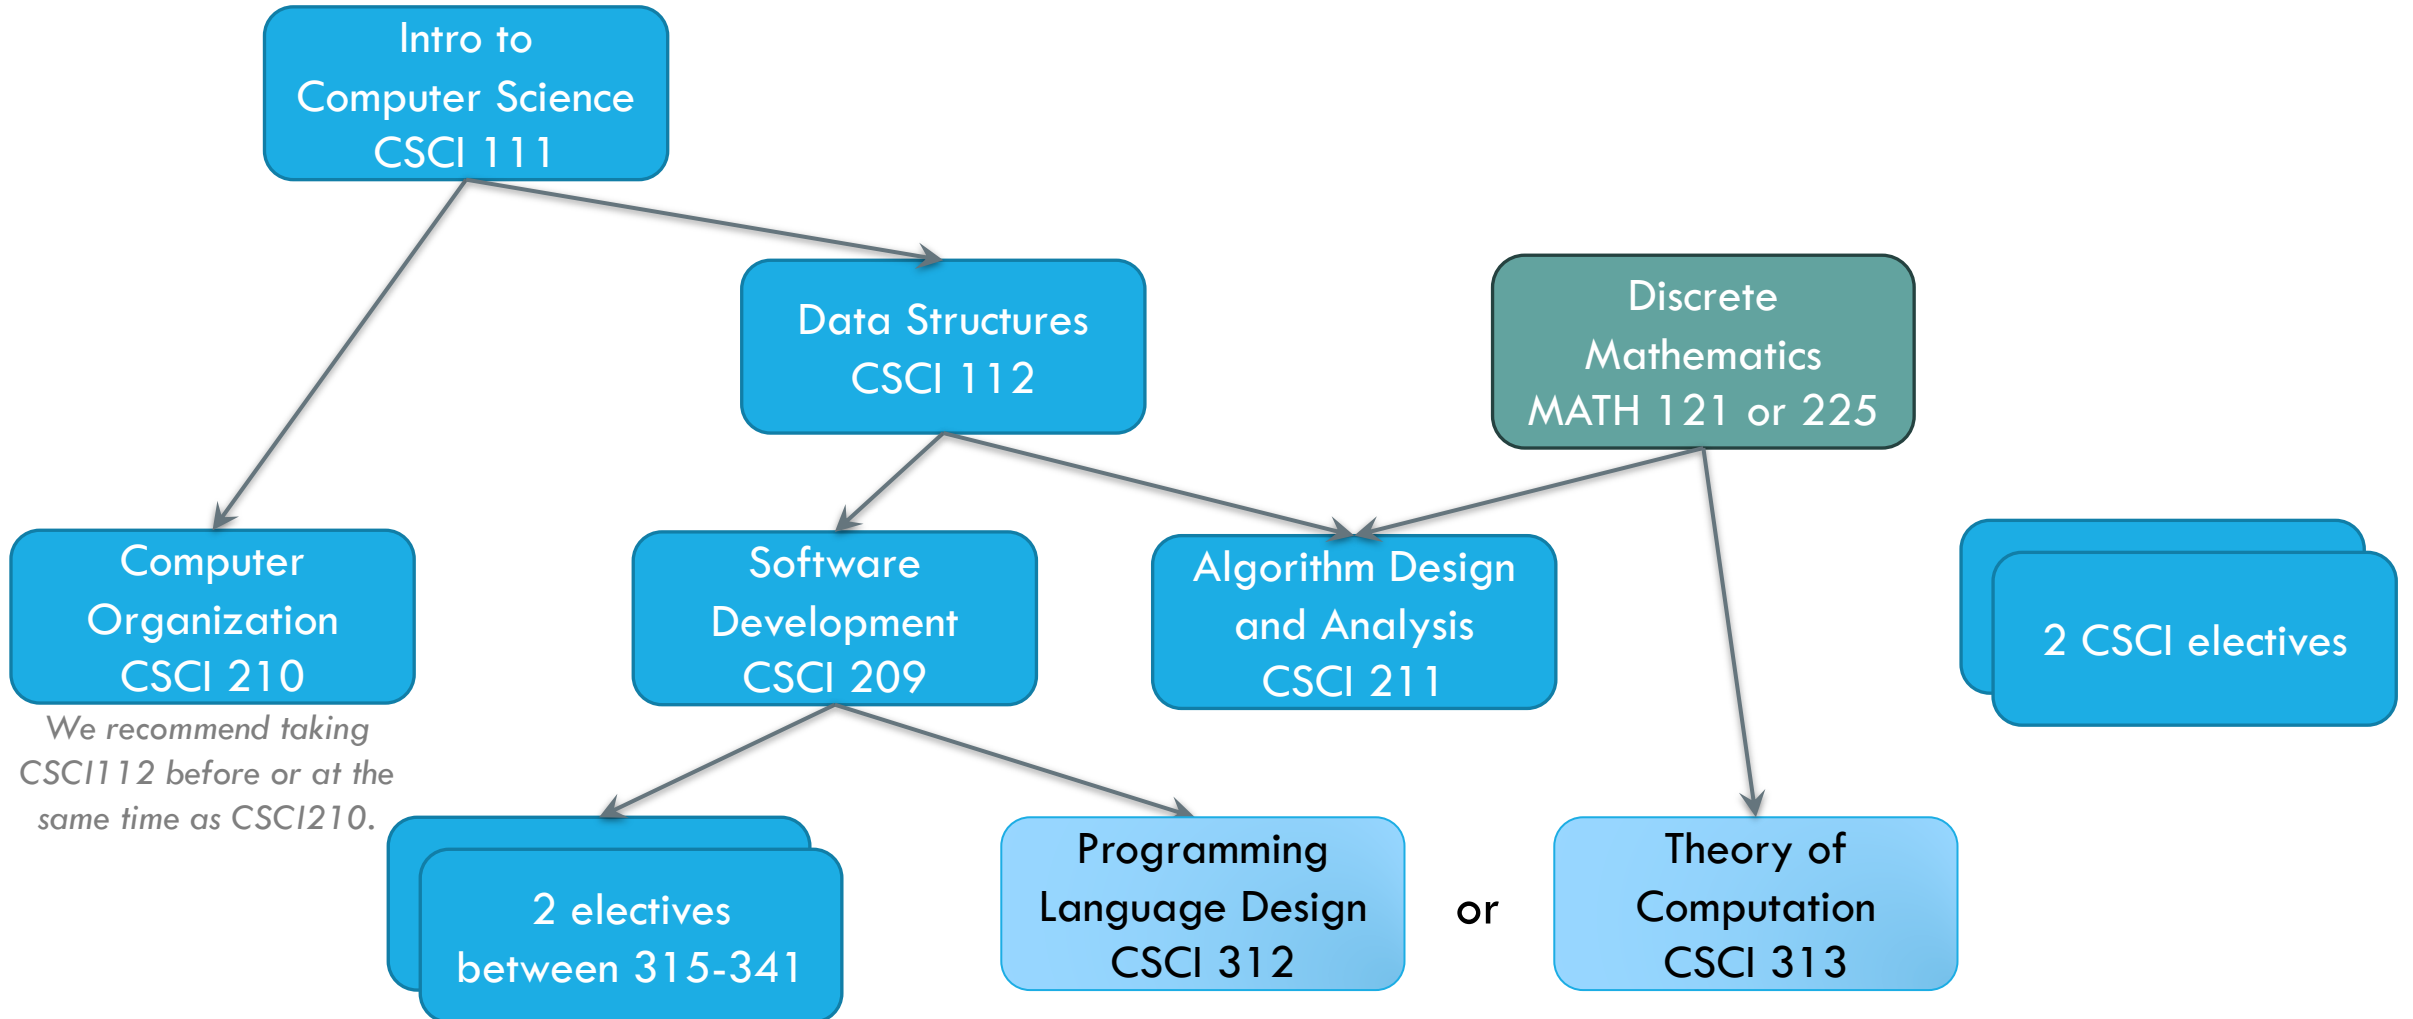 Intro to
Computer Science
CSCI 111
Data Structures
CSCI 112
Discrete
Mathematics
MATH 121 or 225
Computer
Organization
CSCI 210
We recommend taking
CSCI112 before or at the
same time as CSCI210.
Software
Development
CSCI 209
Algorithm Design
and Analysis
CSCI 211
2 CSCI electives
2 electives
between 315-341
Programming
Language Design
CSCI 312
or
Theory of
Computation
CSCI 313